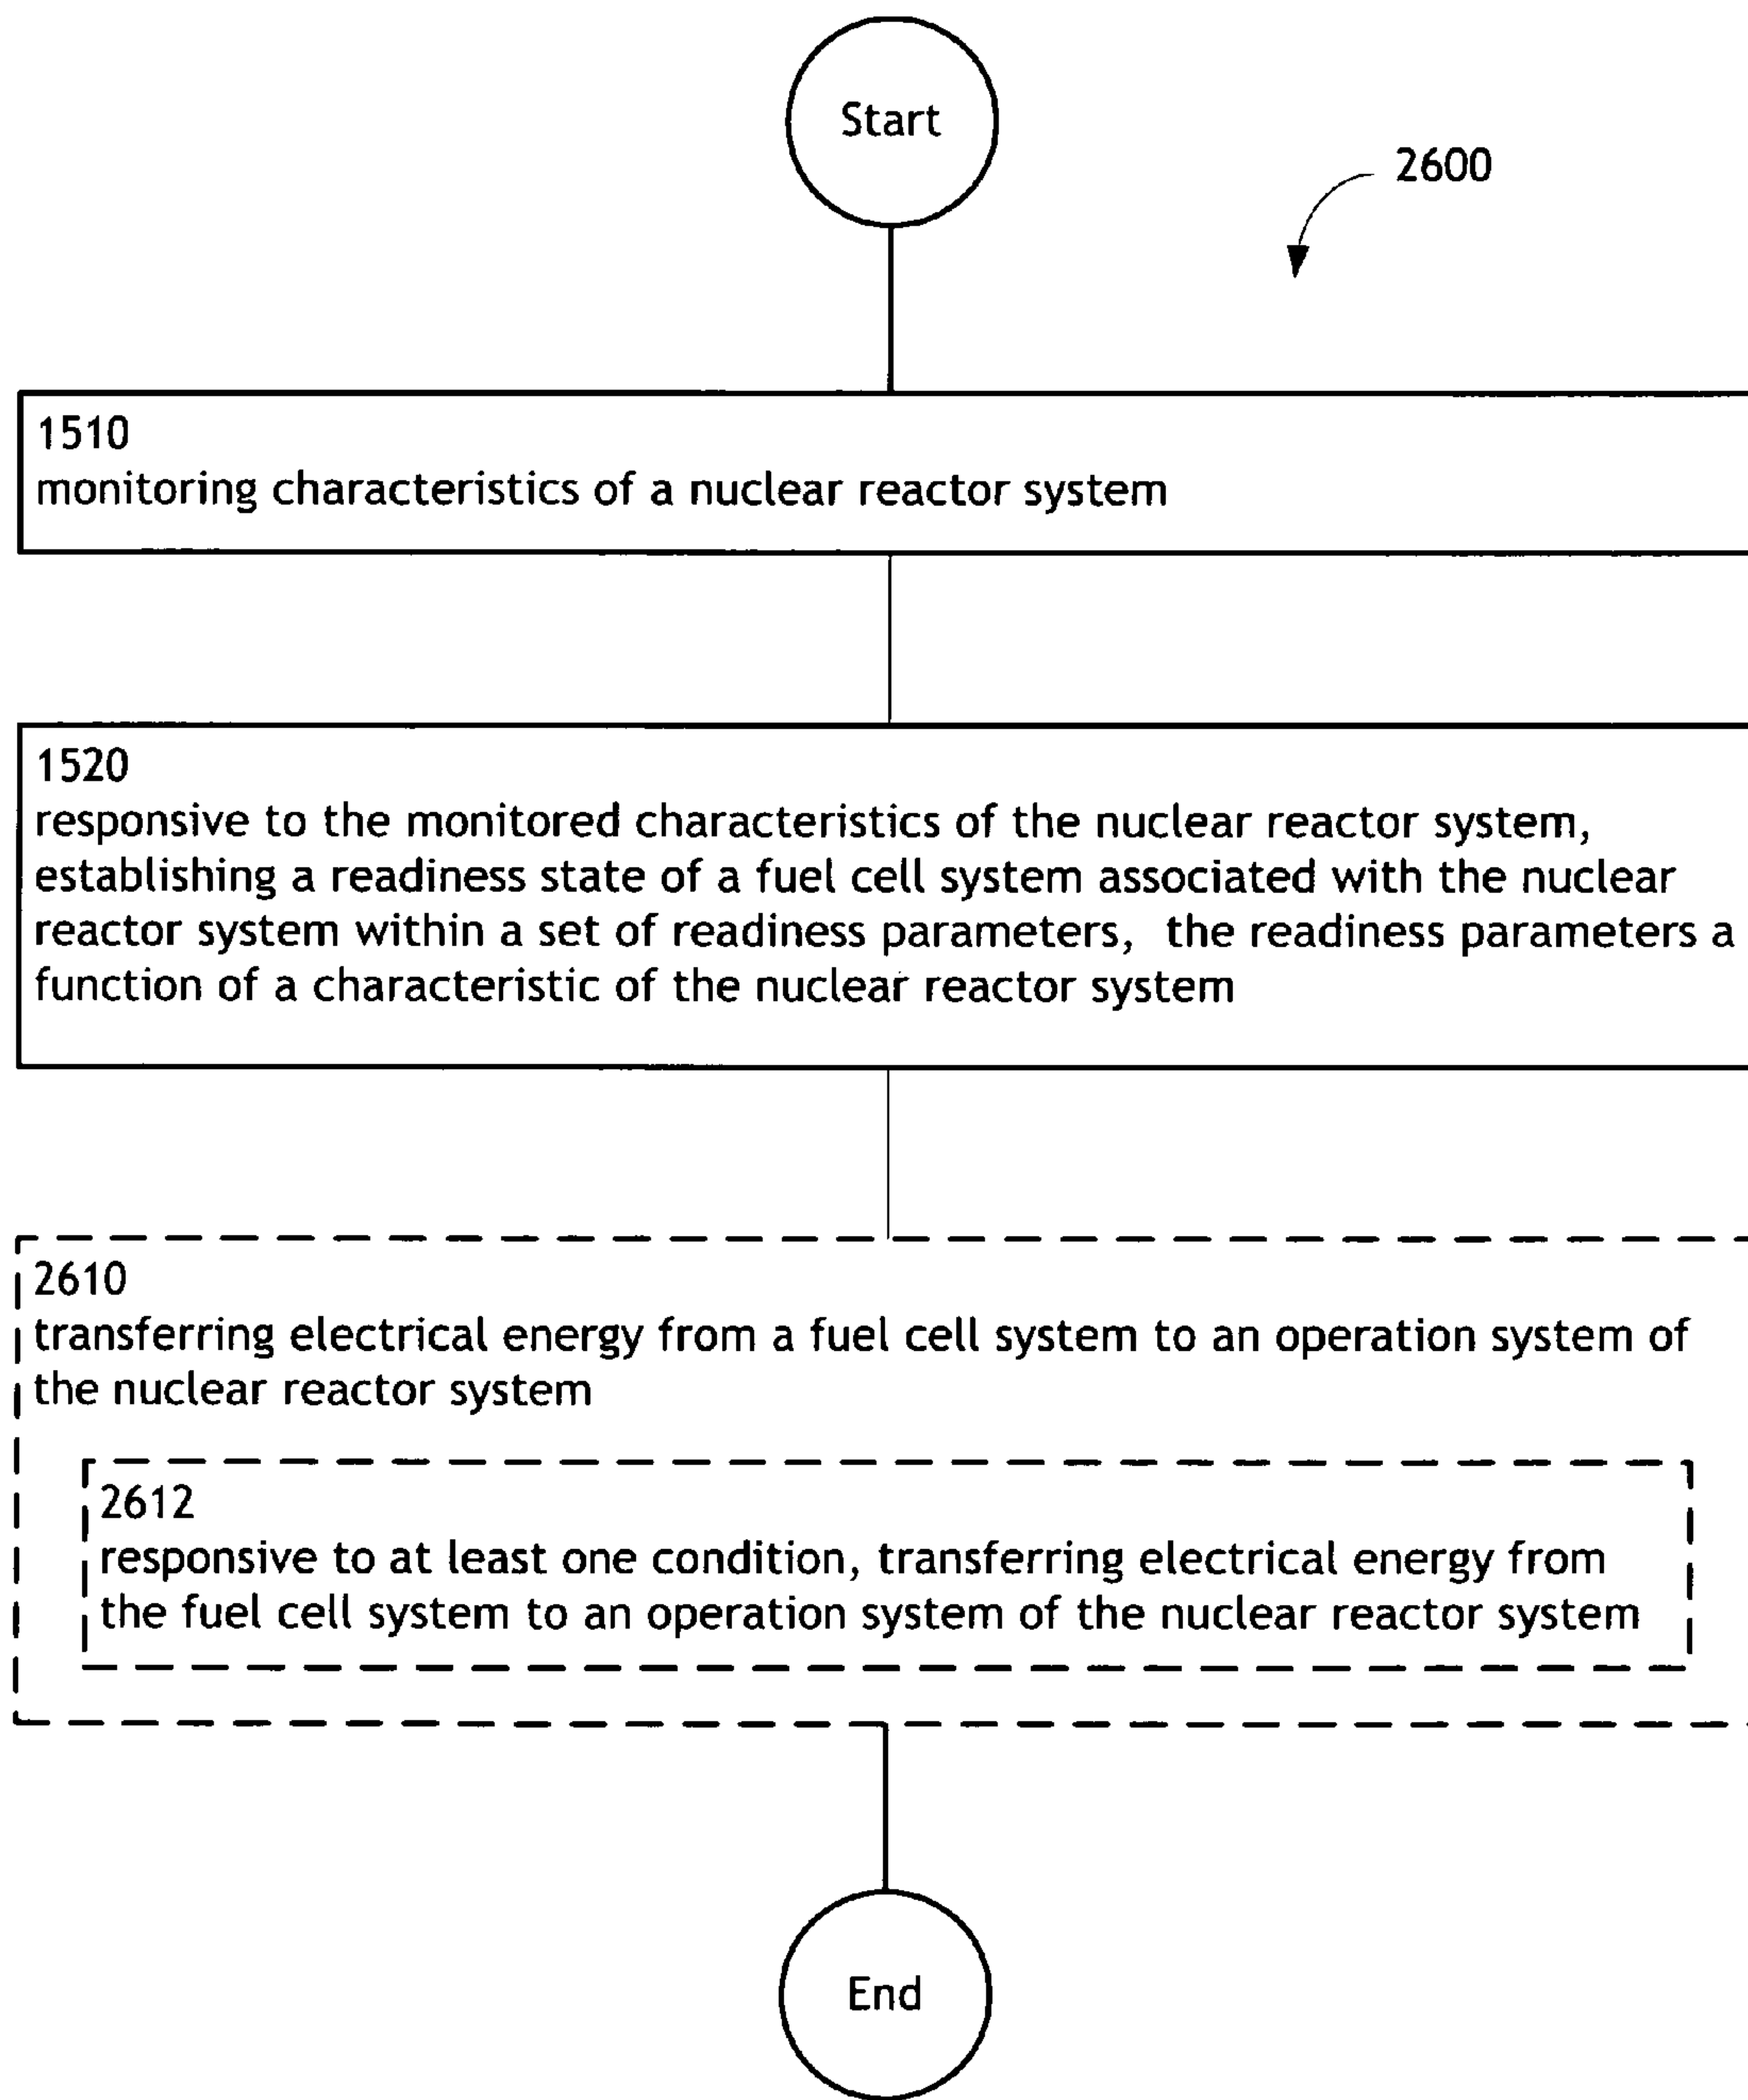 Start
2600
1510
monitoring characteristics of a nuclear reactor system
1520
responsive to the monitored characteristics of the nuclear reactor system,
establishing a readiness state of a fuel cell system associated with the nuclear
reactor system within a set of readiness parameters, the readiness parameters a
function of a characteristic of the nuclear reactor system
2610
transferring electrical energy from a fuel cell system to an operation system of
the nuclear reactor system
2612
responsive to at least one condition, transferring electrical energy from
the fuel cell system to an operation system of the nuclear reactor system
End